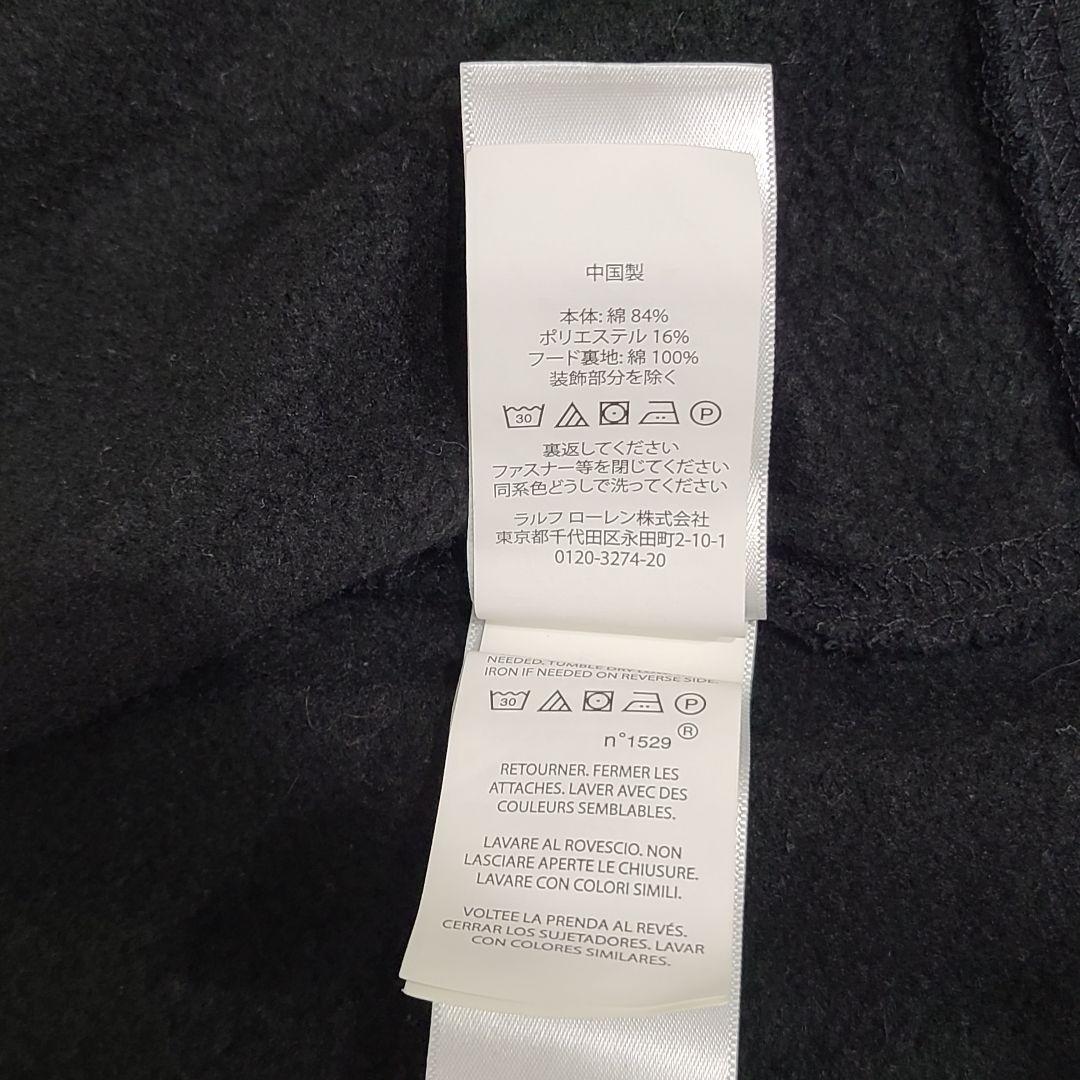 中国製
本体: 綿 84%
ポリエステル 16%
フード裏地: 綿 100%
装飾部分を除く
30 P
裏返してください
ファスナー等を閉じてください
同系色どうしで洗ってください
ラルフ ローレン株式会社
東京都千代田区永田町2-10-1
0120-3274-20
NEEDED. TUMBLE DRY
IRON IF NEEDED ON REVERSE SIDE.
30 P
n°1529 ®
RETOURNER. FERMER LES
ATTACHES. LAVER AVEC DES
COULEURS SEMBLABLES.
LAVARE AL ROVESCIO. NON
LASCIARE APERTE LE CHIUSURE.
LAVARE CON COLORI SIMILI.
VOLTEE LA PRENDA AL REVÉS.
CERRAR LOS SUJETADORES. LAVAR
CON COLORES SIMILARES.